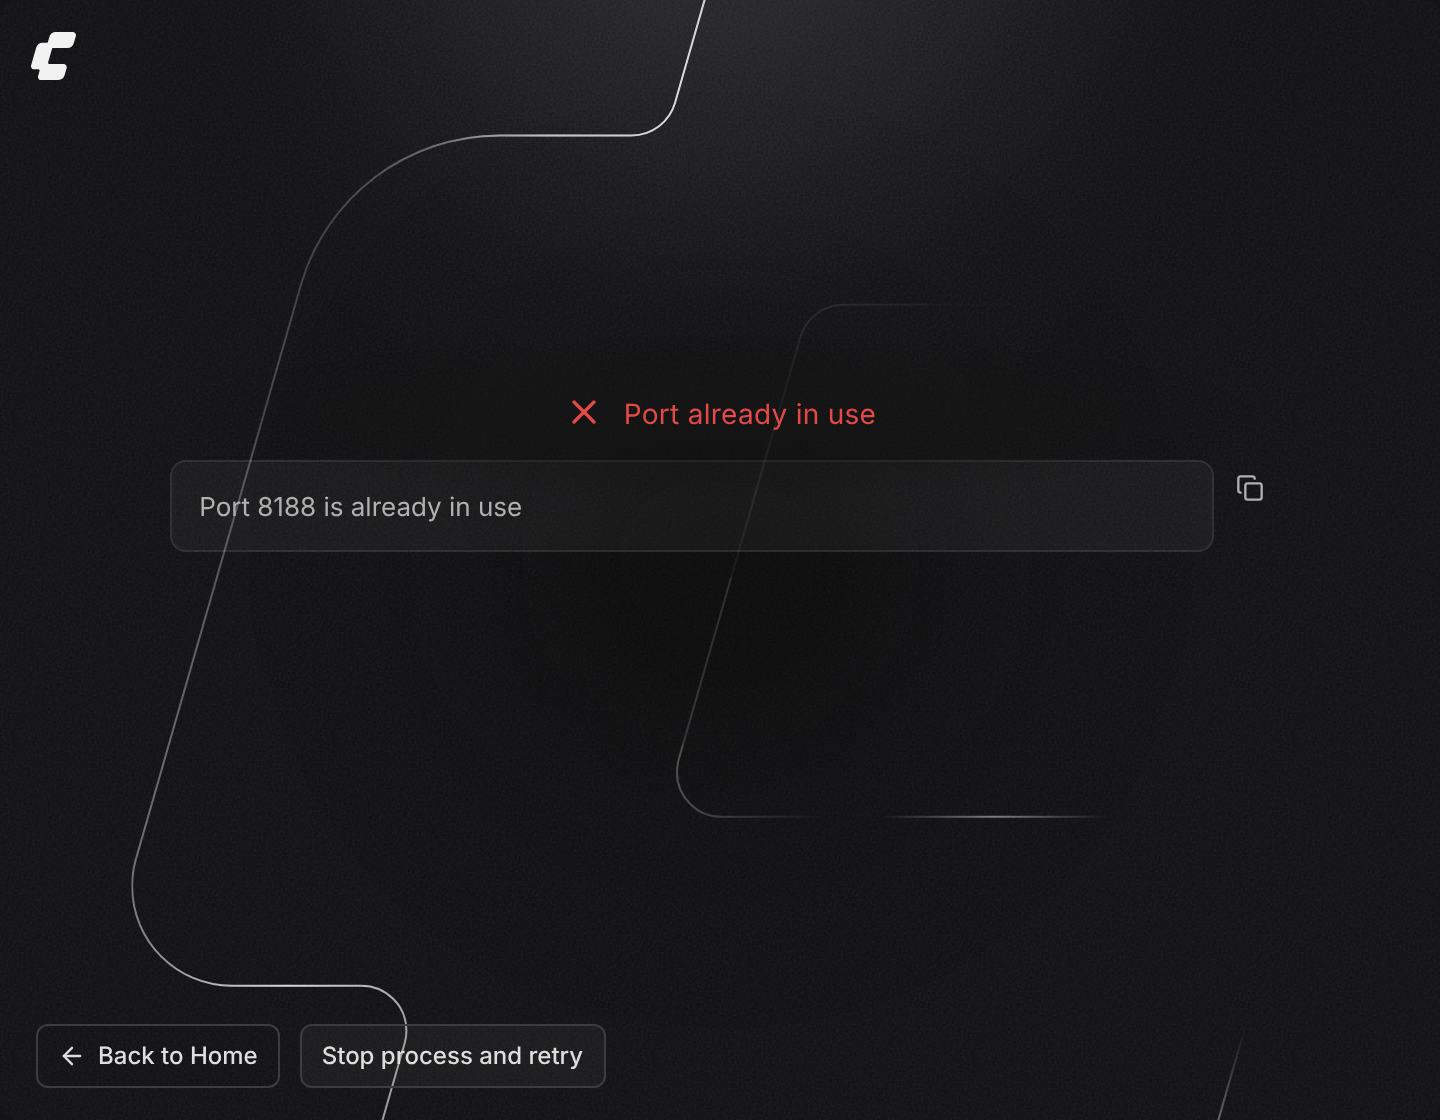 Port already in use
Port 8188 is already in use
Back to Home
Stop process and retry